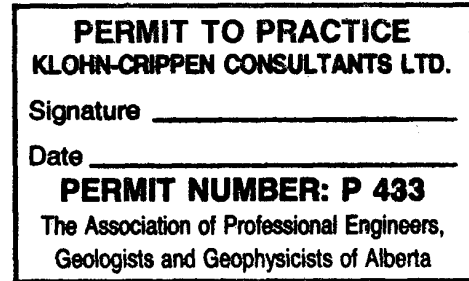 PERMIT TO PRACTICE
KLOHN-CRIPPEN CONSULTANTS LTD.
Signature
Date
PERMIT NUMBER: P 433
The Association of Professional Engineers,
Geologists and Geophysicists of Alberta